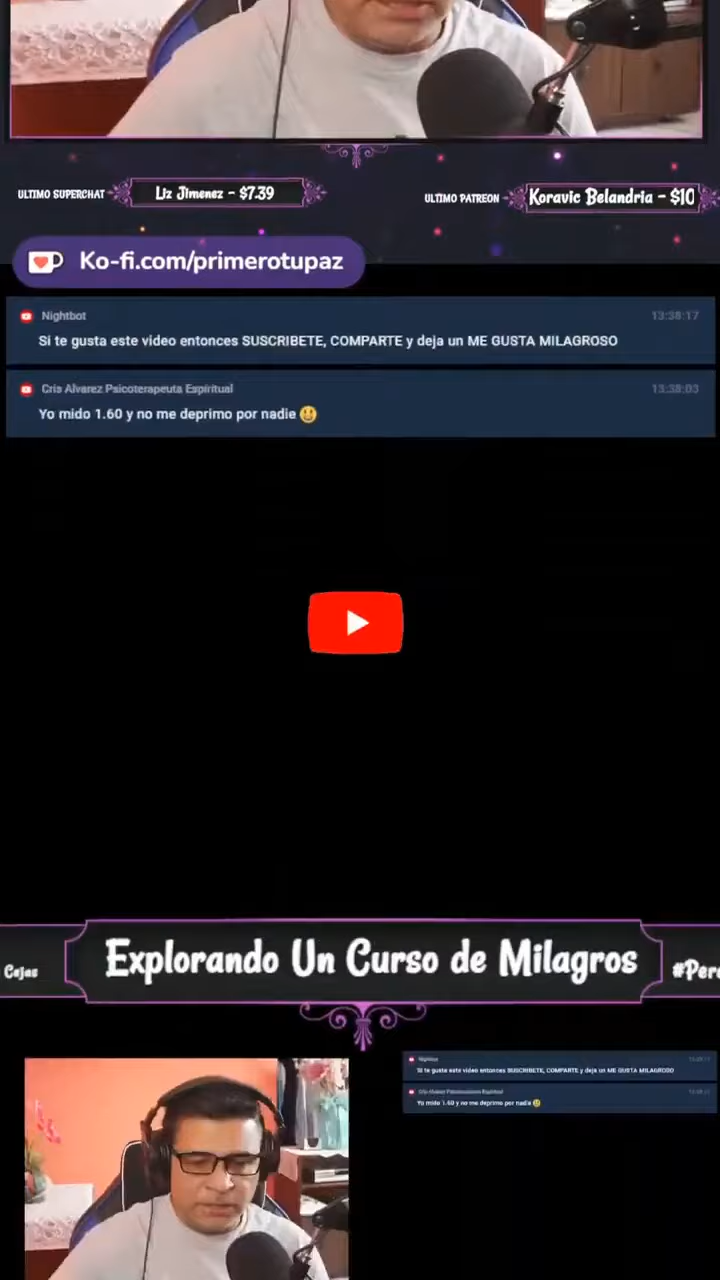 ULTIMO SUPERCHAT
Liz Jimenez - $7.39
ULTIMO PATREON
Koravic Belandria - $10
Ko-fi.com/primerotupaz
Nightbot
13:38:17
Si te gusta este video entonces SUSCRIBETE, COMPARTE y deja un ME GUSTA MILAGROSO
Cris Alvarez Psicoterapeuta Espiritual
13:38:03
Yo mido 1.60 y no me deprimo por nadie 😃
Cajas
Explorando Un Curso de Milagros
#Perd
Nightbot
Si te gusta este video entonces SUSCRIBETE, COMPARTE y deja un ME GUSTA MILAGROSO
Cris Alvarez Psicoterapeuta Espiritual
Yo mido 1.60 y no me deprimo por nadie 😃